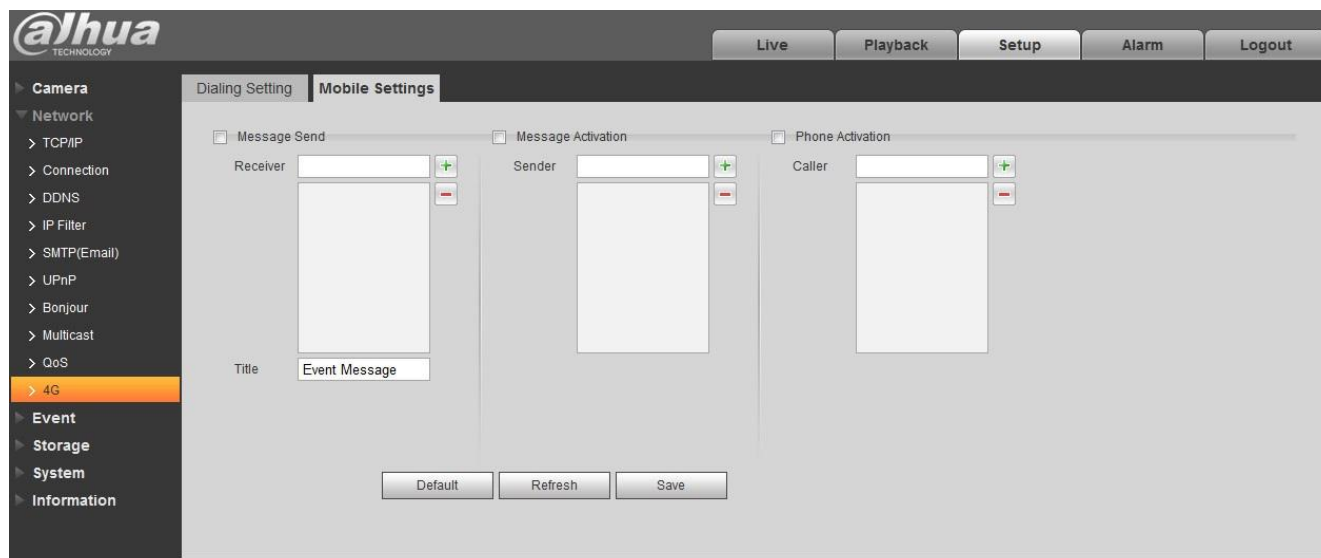 alhua
TECHNOLOGY
Live
Playback
Setup
Alarm
Logout
Camera
Network
> TCP/IP
> Connection
> DDNS
> IP Filter
> SMTP(Email)
> UPnP
> Bonjour
> Multicast
> QoS
> 4G
Event
Storage
System
Information
Dialing Setting
Mobile Settings
Message Send
Receiver
Title
Event Message
Message Activation
Sender
Phone Activation
Caller
Default
Refresh
Save